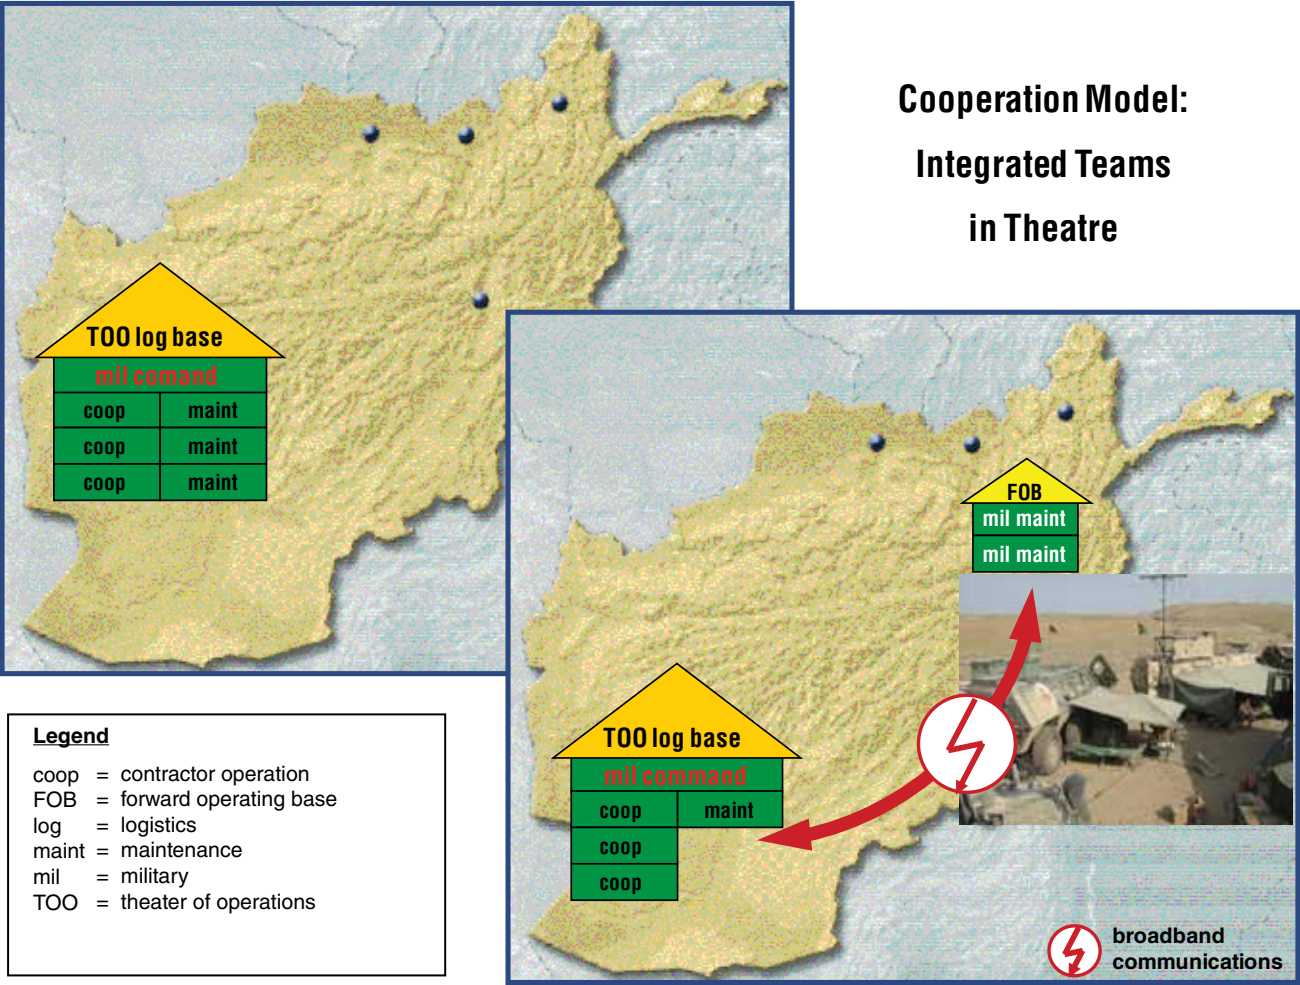 Cooperation Model:
Integrated Teams
in Theatre
TOO log base
mil comand
coop maint
coop maint
coop maint
FOB
mil maint
mil maint
TOO log base
mil command
coop maint
coop
coop
Legend
coop = contractor operation
FOB = forward operating base
log = logistics
maint = maintenance
mil = military
TOO = theater of operations
broadband
communications